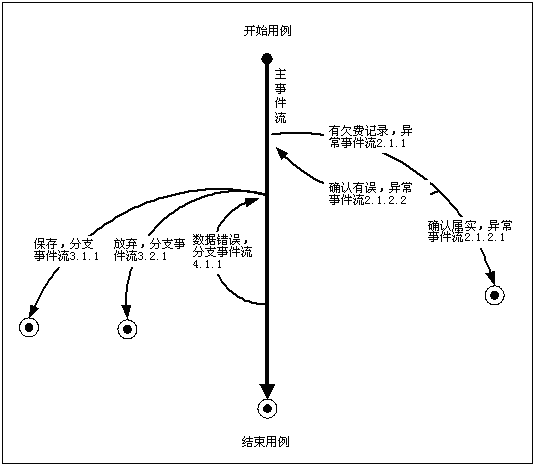 开始用例
主
事
件
流
有欠费记录，异
常事件流2.1.1
确认有误，异常
事件流2.1.2.2
确认属实，异常
事件流2.1.2.1
保存，分支
事件流3.1.1
放弃，分支事
件流3.2.1
数据错误，
分支事件流
4.1.1
结束用例